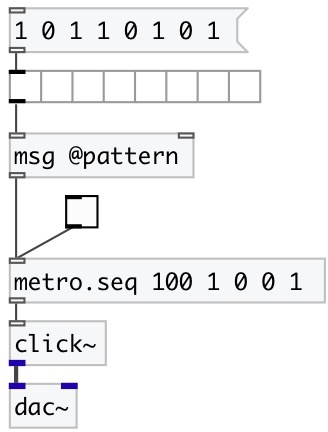 1 0 1 1 0 1 0 1
msg @pattern
metro.seq 100 1 0 0 1
click~
dac~